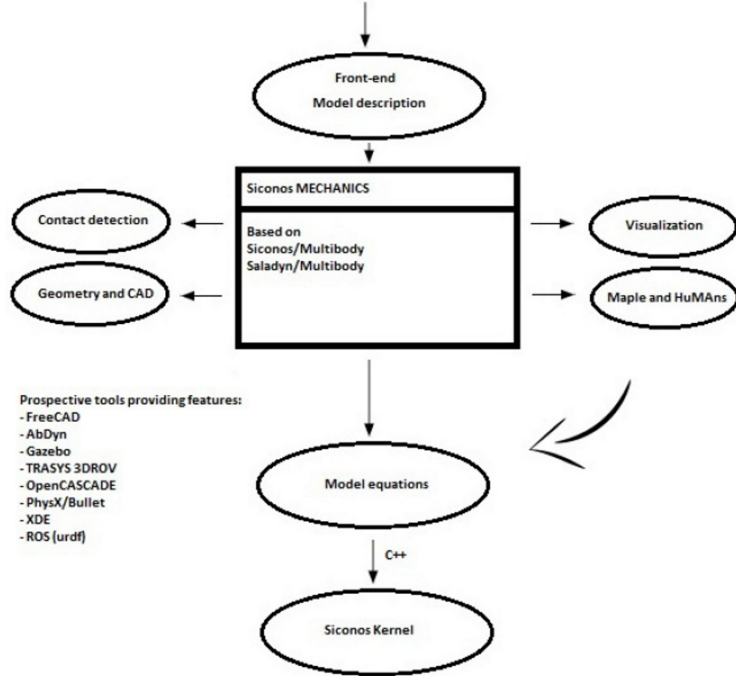 Front-end
Model description
Siconos MECHANICS
Contact detection
Based on
Siconos/Multibody
Saladyn/Multibody
Visualization
Geometry and CAD
Maple and HuMAns
Prospective tools providing features:
- FreeCAD
- AbDyn
- Gazebo
- TRASYS 3DROV
- OpenCASCADE
- PhysX/Bullet
- XDE
- ROS (urdf)
Model equations
C++
Siconos Kernel